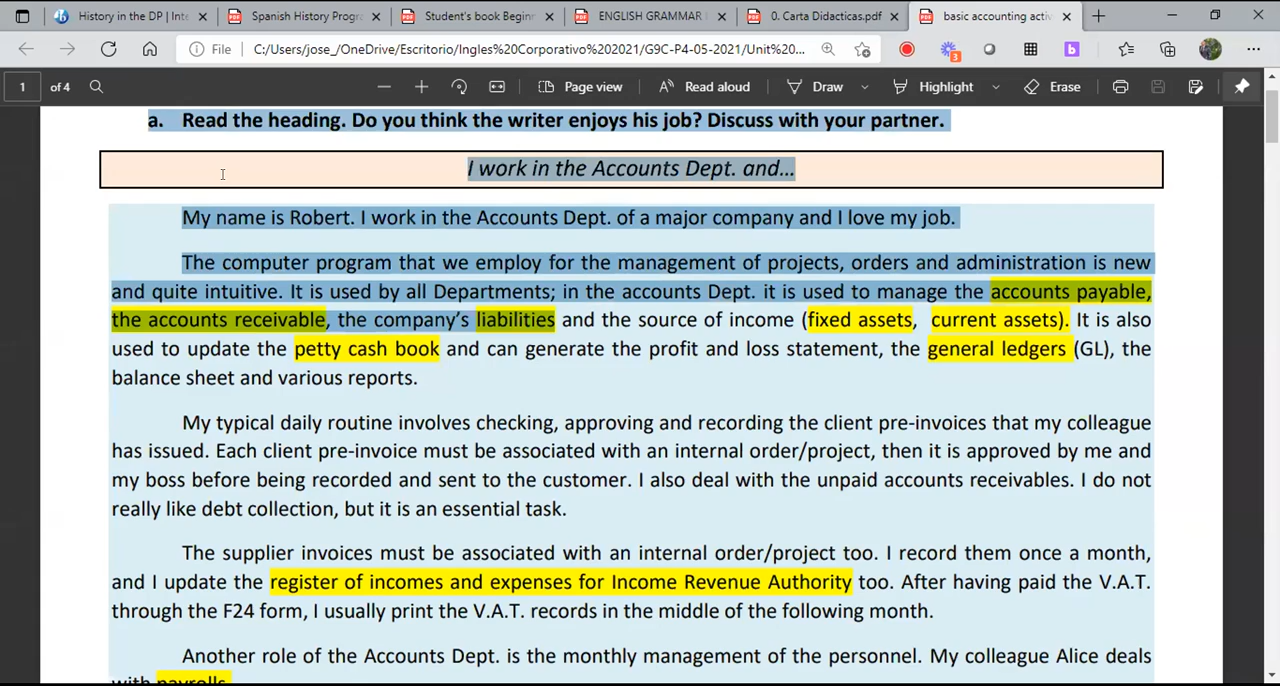 History in the DP | Inte
Spanish History Progr
Student's book Begin
ENGLISH GRAMMAR
0. Carta Didacticas.pdf
basic accounting acti
File
C:/Users/jose_/OneDrive/Escritorio/Ingles%20Corporativo%202021/G9C-P4-05-2021/Unit%20...
3
b
1 of 4
Page view
Read aloud
Draw
Highlight
Erase
a. Read the heading. Do you think the writer enjoys his job? Discuss with your partner.
I work in the Accounts Dept. and...
My name is Robert. I work in the Accounts Dept. of a major company and I love my job.
The computer program that we employ for the management of projects, orders and administration is new
and quite intuitive. It is used by all Departments; in the accounts Dept. it is used to manage the accounts payable,
the accounts receivable, the company's liabilities and the source of income (fixed assets, current assets). It is also
used to update the petty cash book and can generate the profit and loss statement, the general ledgers (GL), the
balance sheet and various reports.
My typical daily routine involves checking, approving and recording the client pre-invoices that my colleague
has issued. Each client pre-invoice must be associated with an internal order/project, then it is approved by me and
my boss before being recorded and sent to the customer. I also deal with the unpaid accounts receivables. I do not
really like debt collection, but it is an essential task.
The supplier invoices must be associated with an internal order/project too. I record them once a month,
and I update the register of incomes and expenses for Income Revenue Authority too. After having paid the V.A.T.
through the F24 form, I usually print the V.A.T. records in the middle of the following month.
Another role of the Accounts Dept. is the monthly management of the personnel. My colleague Alice deals
with payrolls.